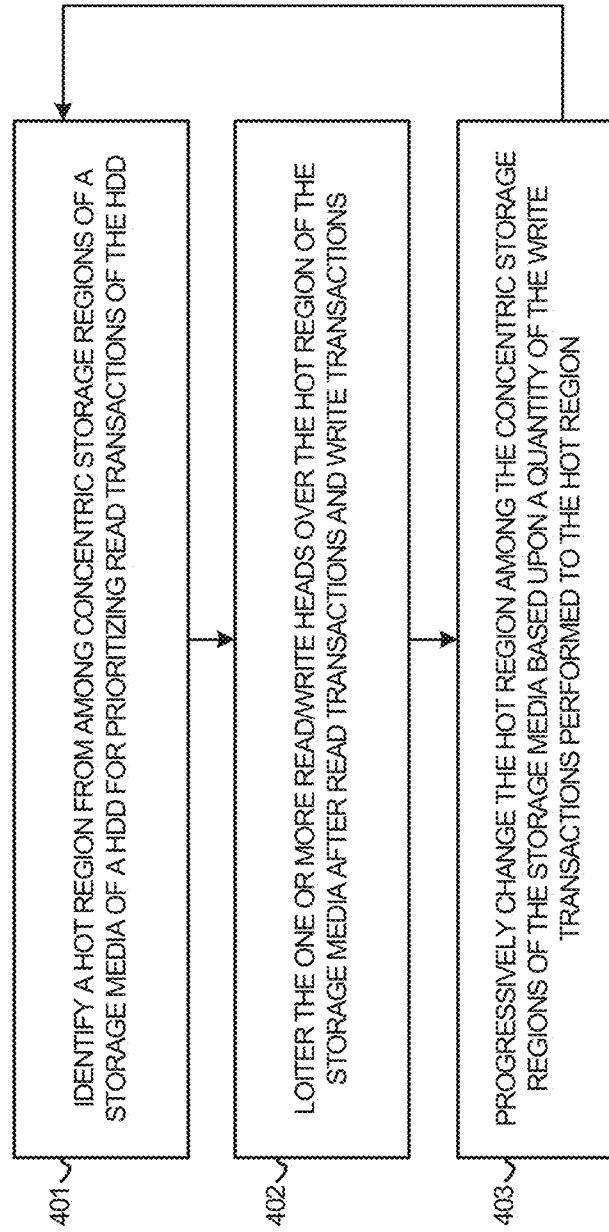 401
IDENTIFY A HOT REGION FROM AMONG CONCENTRIC STORAGE REGIONS OF A
STORAGE MEDIA OF A HDD FOR PRIORITIZING READ TRANSACTIONS OF THE HDD
402
LOITER THE ONE OR MORE READ/WRITE HEADS OVER THE HOT REGION OF THE
STORAGE MEDIA AFTER READ TRANSACTIONS AND WRITE TRANSACTIONS
403
PROGRESSIVELY CHANGE THE HOT REGION AMONG THE CONCENTRIC STORAGE
REGIONS OF THE STORAGE MEDIA BASED UPON A QUANTITY OF THE WRITE
TRANSACTIONS PERFORMED TO THE HOT REGION